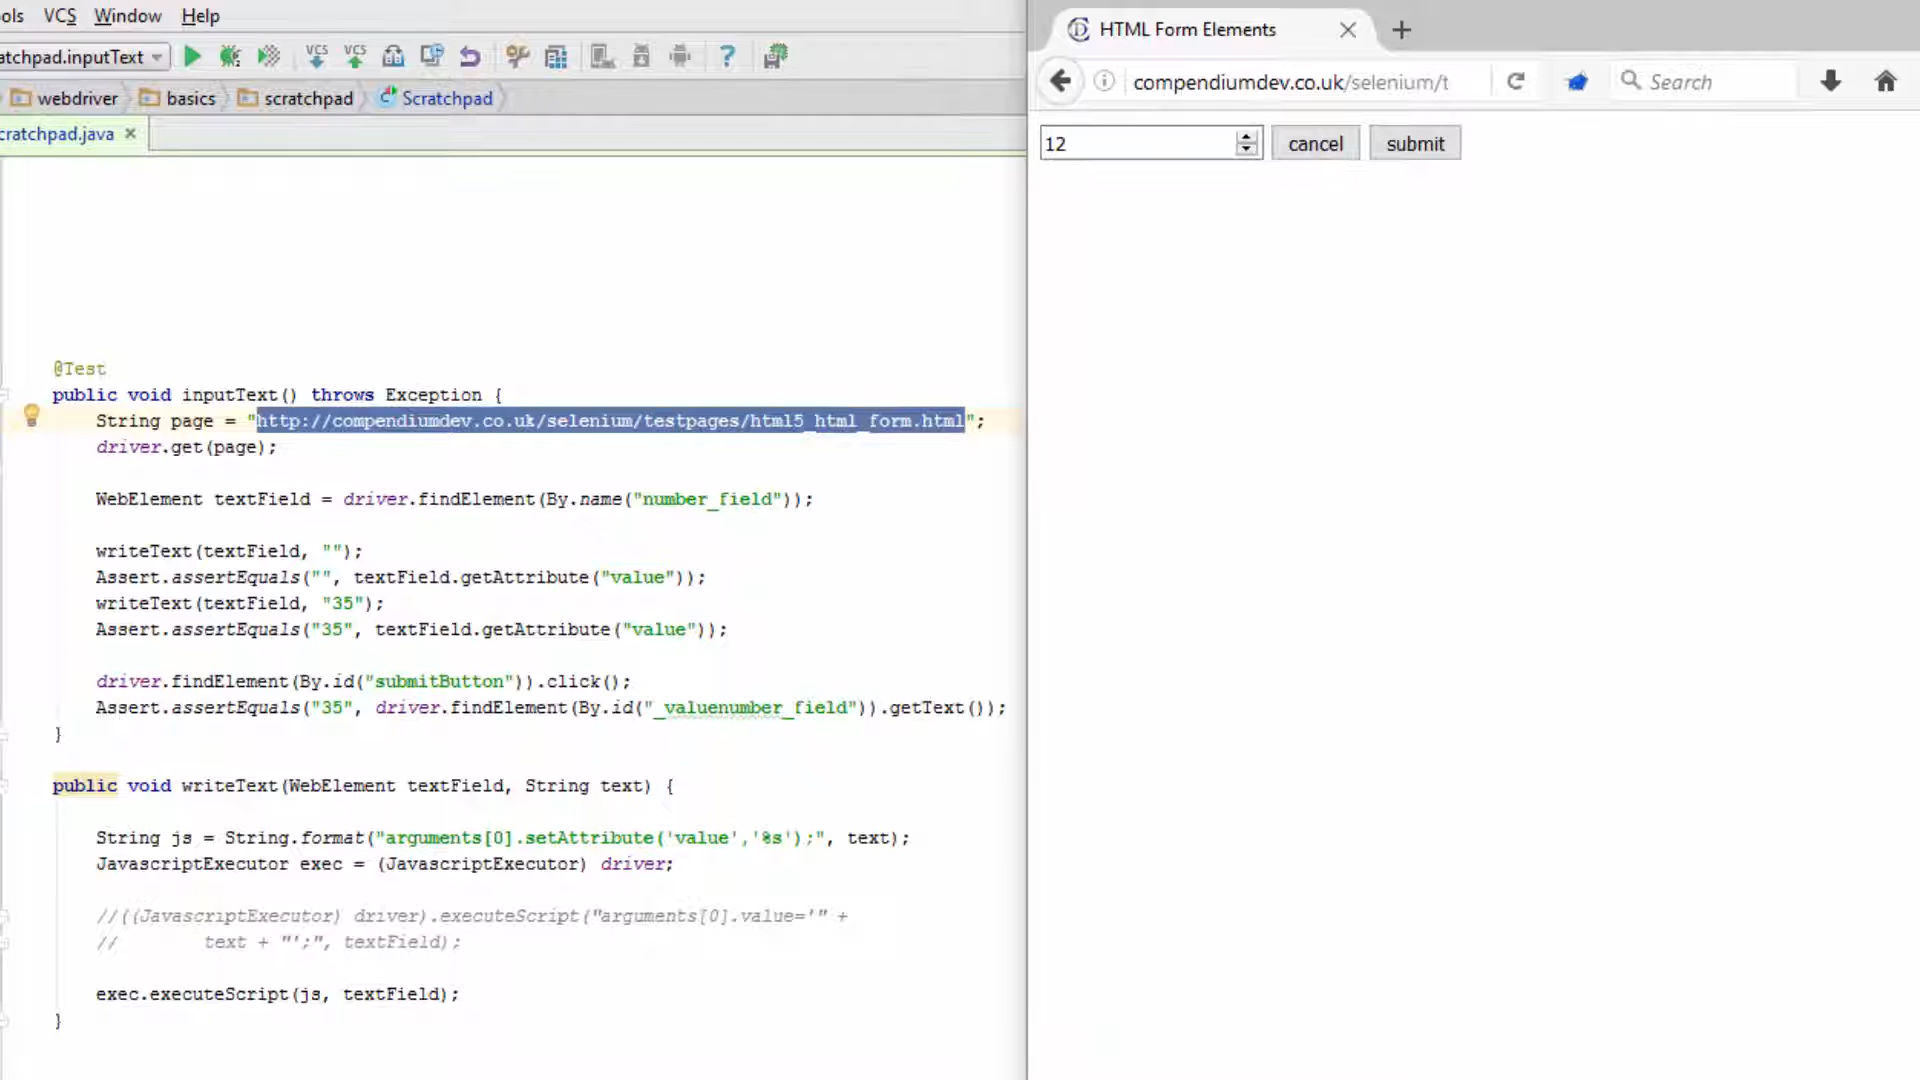 ols VCS Window Help
atchpad.inputText
webdriver basics scratchpad Scratchpad
cratchpad.java
@Test
public void inputText() throws Exception {
String page = "http://compendiumdev.co.uk/selenium/testpages/html5_html_form.html";
driver.get(page);
WebElement textField = driver.findElement(By.name("number_field"));
writeText(textField, "");
Assert.assertEquals("", textField.getAttribute("value"));
writeText(textField, "35");
Assert.assertEquals("35", textField.getAttribute("value"));
driver.findElement(By.id("submitButton")).click();
Assert.assertEquals("35", driver.findElement(By.id("_valuenumber_field")).getText());
}
public void writeText(WebElement textField, String text) {
String js = String.format("arguments[0].setAttribute('value','%s');", text);
JavascriptExecutor exec = (JavascriptExecutor) driver;
//((JavascriptExecutor) driver).executeScript("arguments[0].value='" +
// text + "';", textField);
exec.executeScript(js, textField);
}
HTML Form Elements
compendiumdev.co.uk/selenium/t Search
12 cancel submit